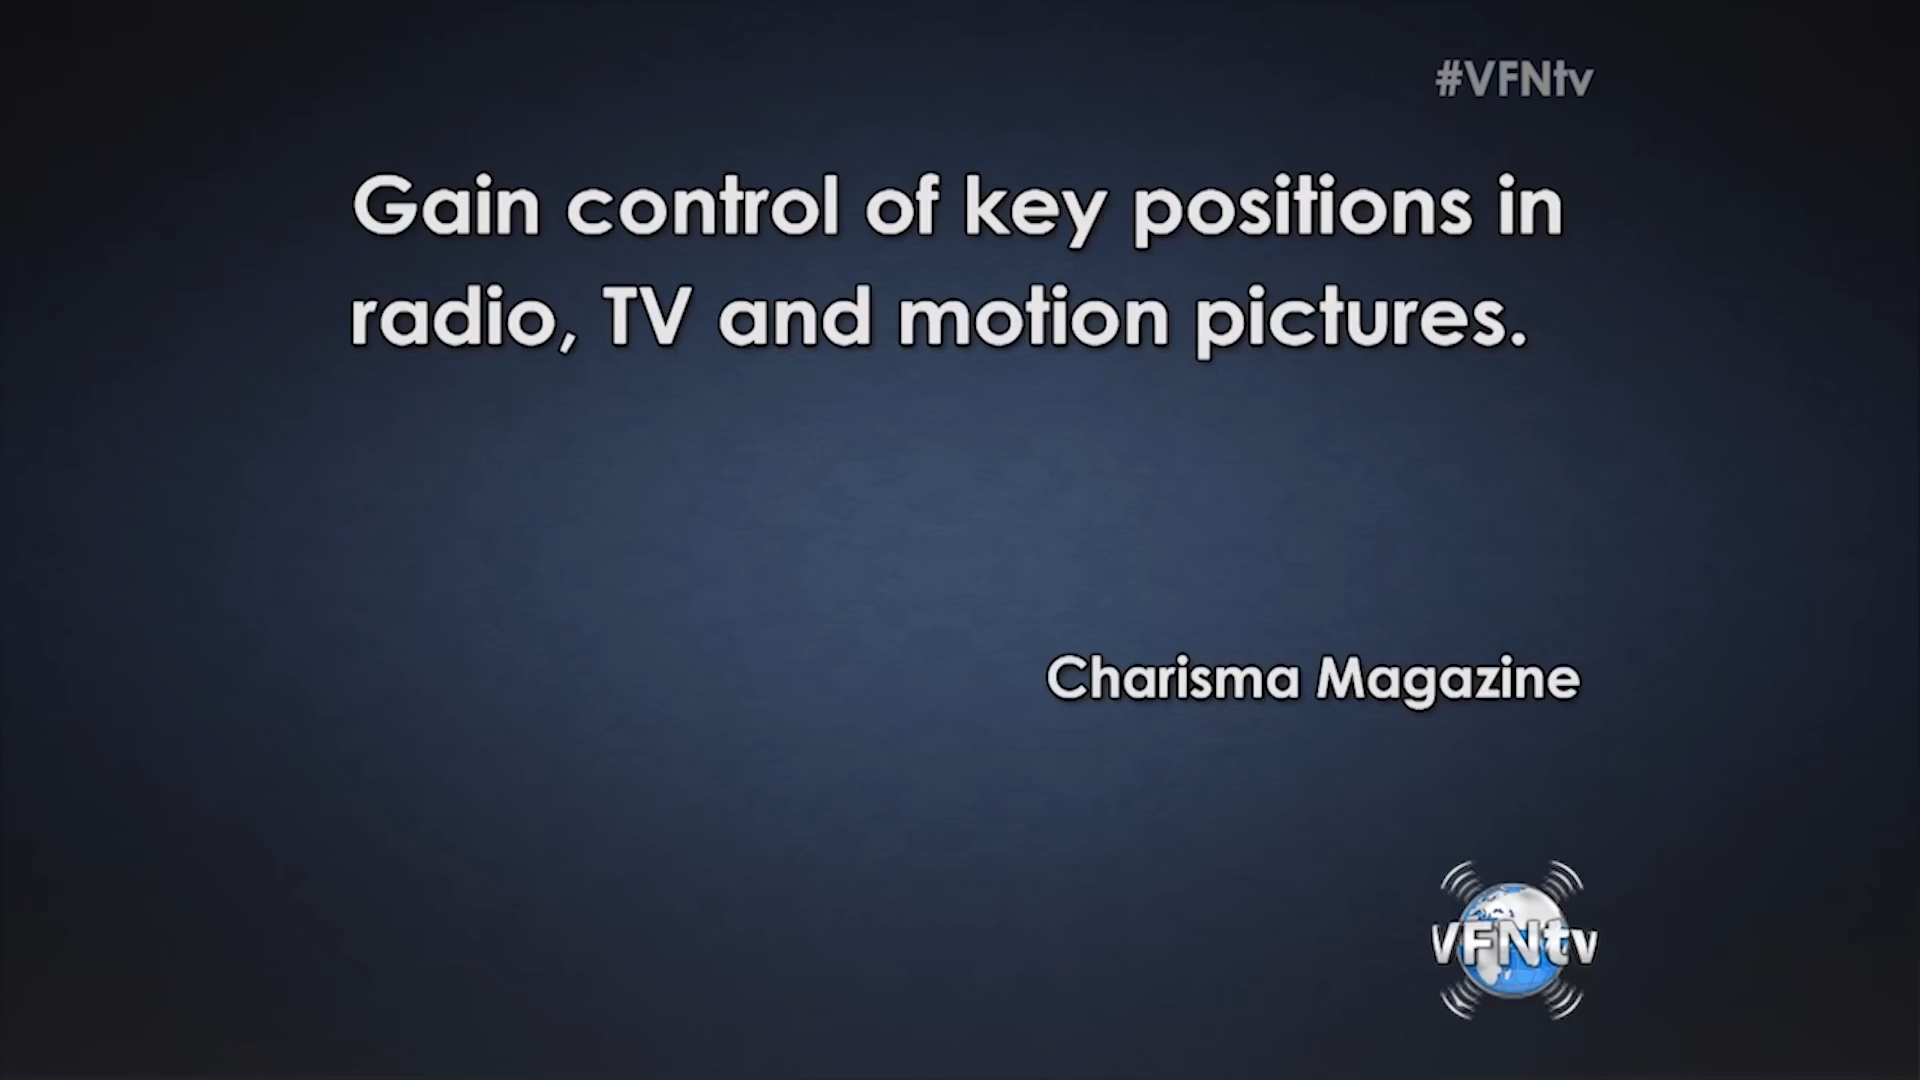 #VFNtv
Gain control of key positions in
radio, TV and motion pictures.
Charisma Magazine
VFNtv